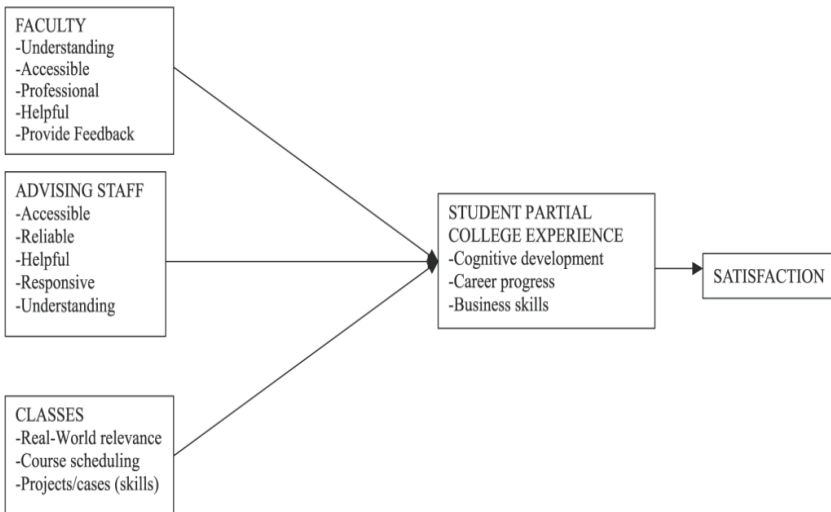 FACULTY
-Understanding
-Accessible
-Professional
-Helpful
-Provide Feedback
ADVISING STAFF
-Accessible
-Reliable
-Helpful
-Responsive
-Understanding
CLASSES
-Real-World relevance
-Course scheduling
-Projects/cases (skills)
STUDENT PARTIAL
COLLEGE EXPERIENCE
-Cognitive development
-Career progress
-Business skills
SATISFACTION